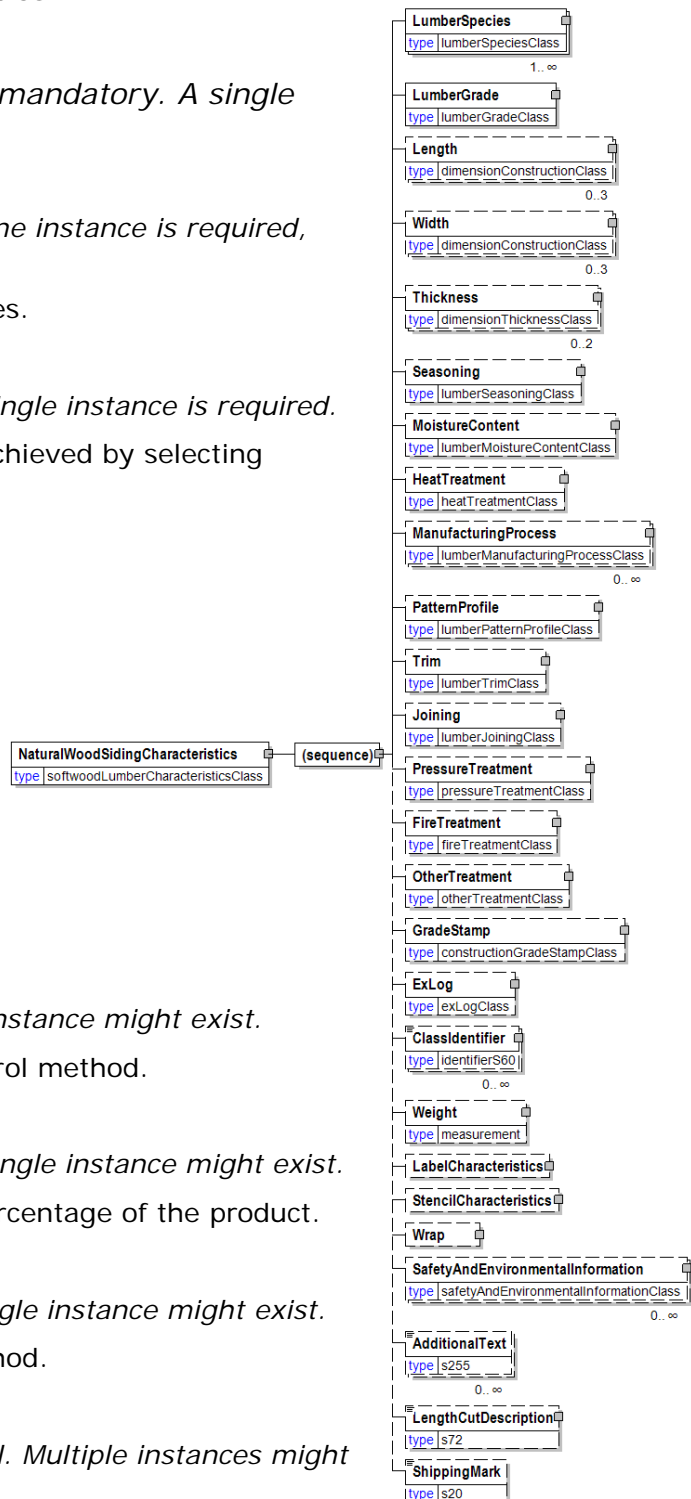 mandatory. A single
ne instance is required,
es.
ngle instance is required.
chieved by selecting
nstance might exist.
rol method.
ngle instance might exist.
rcentage of the product.
gle instance might exist.
nod.
l. Multiple instances might
NaturalWoodSidingCharacteristics
type softwoodLumberCharacteristicsClass
(sequence)
LumberSpecies
type lumberSpeciesClass
1..∞
LumberGrade
type lumberGradeClass
Length
type dimensionConstructionClass
0..3
Width
type dimensionConstructionClass
0..3
Thickness
type dimensionThicknessClass
0..2
Seasoning
type lumberSeasoningClass
MoistureContent
type lumberMoistureContentClass
HeatTreatment
type heatTreatmentClass
ManufacturingProcess
type lumberManufacturingProcessClass
0..∞
PatternProfile
type lumberPatternProfileClass
Trim
type lumberTrimClass
Joining
type lumberJoiningClass
PressureTreatment
type pressureTreatmentClass
FireTreatment
type fireTreatmentClass
OtherTreatment
type otherTreatmentClass
GradeStamp
type constructionGradeStampClass
ExLog
type exLogClass
ClassIdentifier
type identifierS60
0..∞
Weight
type measurement
LabelCharacteristics
StencilCharacteristics
Wrap
SafetyAndEnvironmentalInformation
type safetyAndEnvironmentalInformationClass
0..∞
AdditionalText
type s255
0..∞
LengthCutDescription
type s72
ShippingMark
type s20